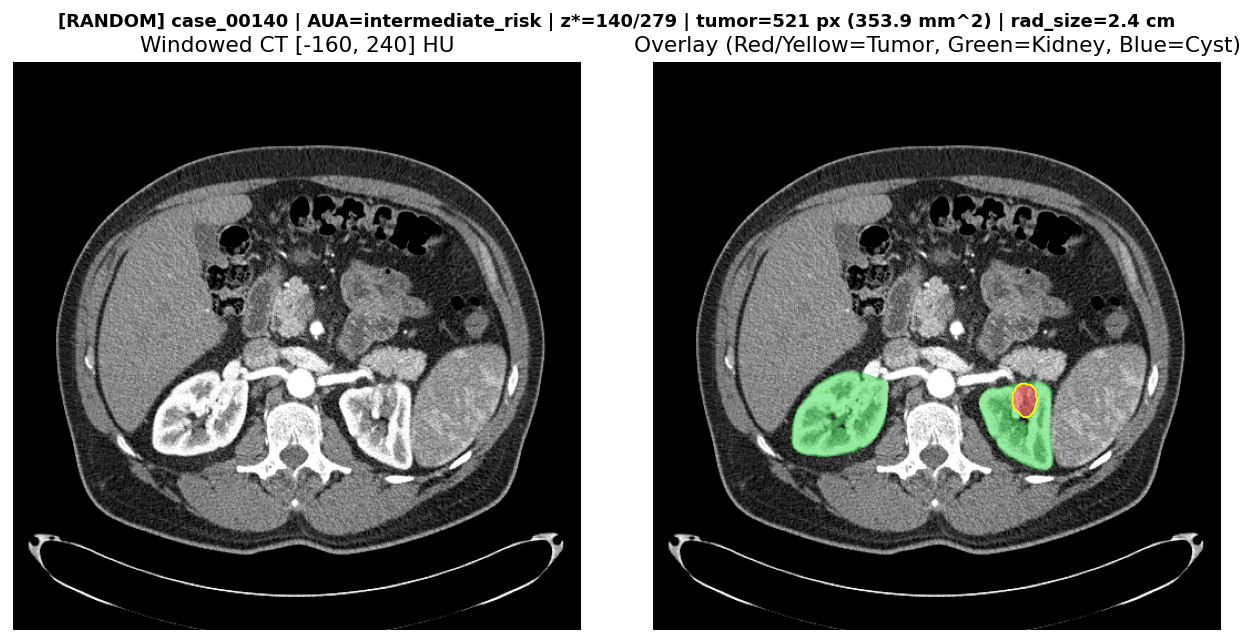 [RANDOM] case_00140 | AUA=intermediate_risk | z*=140/279 | tumor=521 px (353.9 mm^2) | rad_size=2.4 cm
Windowed CT [-160, 240] HU
Overlay (Red/Yellow=Tumor, Green=Kidney, Blue=Cyst)